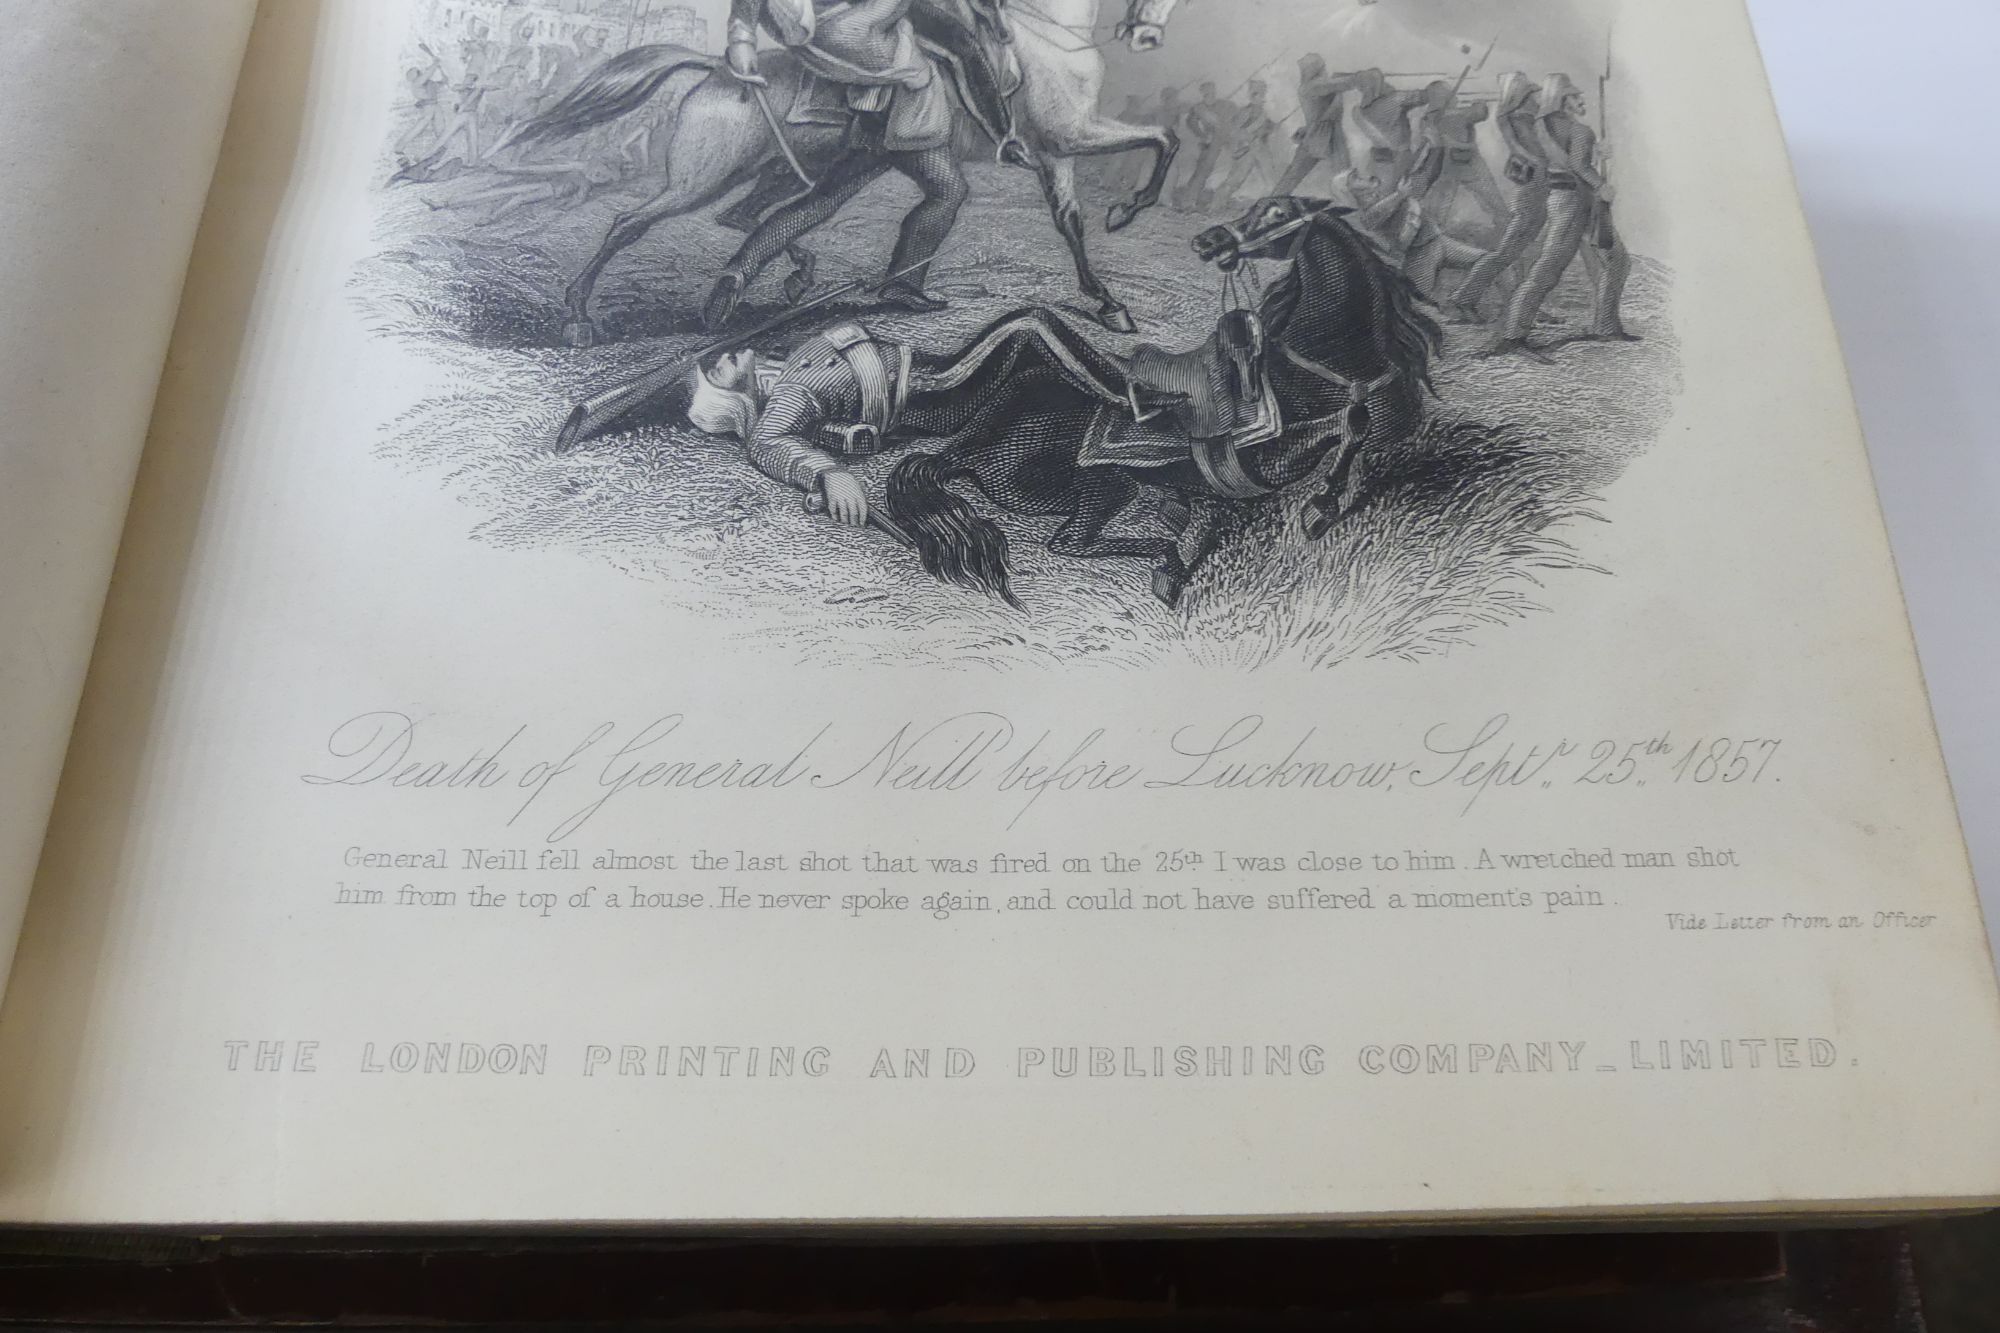 Death of General Neill before Lucknow, Septr. 25th. 1857.
General Neill fell almost the last shot that was fired on the 25th. I was close to him. A wretched man shot
him from the top of a house. He never spoke again, and could not have suffered a moment's pain.
Vide Letter from an Officer
THE LONDON PRINTING AND PUBLISHING COMPANY_LIMITED.